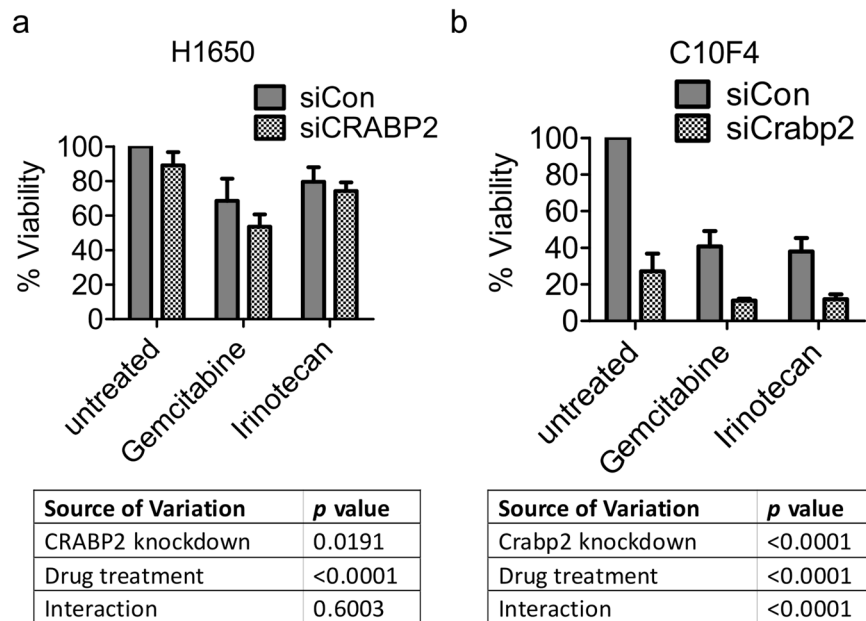 a
H1650
siCon
siCRABP2
% Viability
100
80
60
40
20
0
untreated
Gemcitabine
Irinotecan
Source of Variation p value
CRABP2 knockdown 0.0191
Drug treatment <0.0001
Interaction 0.6003
b
C10F4
siCon
siCrabp2
% Viability
100
80
60
40
20
0
untreated
Gemcitabine
Irinotecan
Source of Variation p value
Crabp2 knockdown <0.0001
Drug treatment <0.0001
Interaction <0.0001